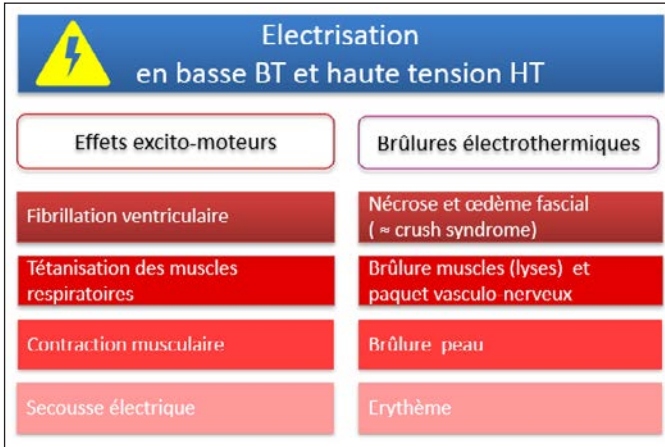 Electrisation
en basse BT et haute tension HT
Effets excito-moteurs
Fibrillation ventriculaire
Tétanisation des muscles
respiratoires
Contraction musculaire
Secousse électrique
Brûlures électrothermiques
Nécrose et œdème fascial
( ≈ crush syndrome)
Brûlure muscles (lyses) et
paquet vasculo-nerveux
Brûlure peau
Erythème